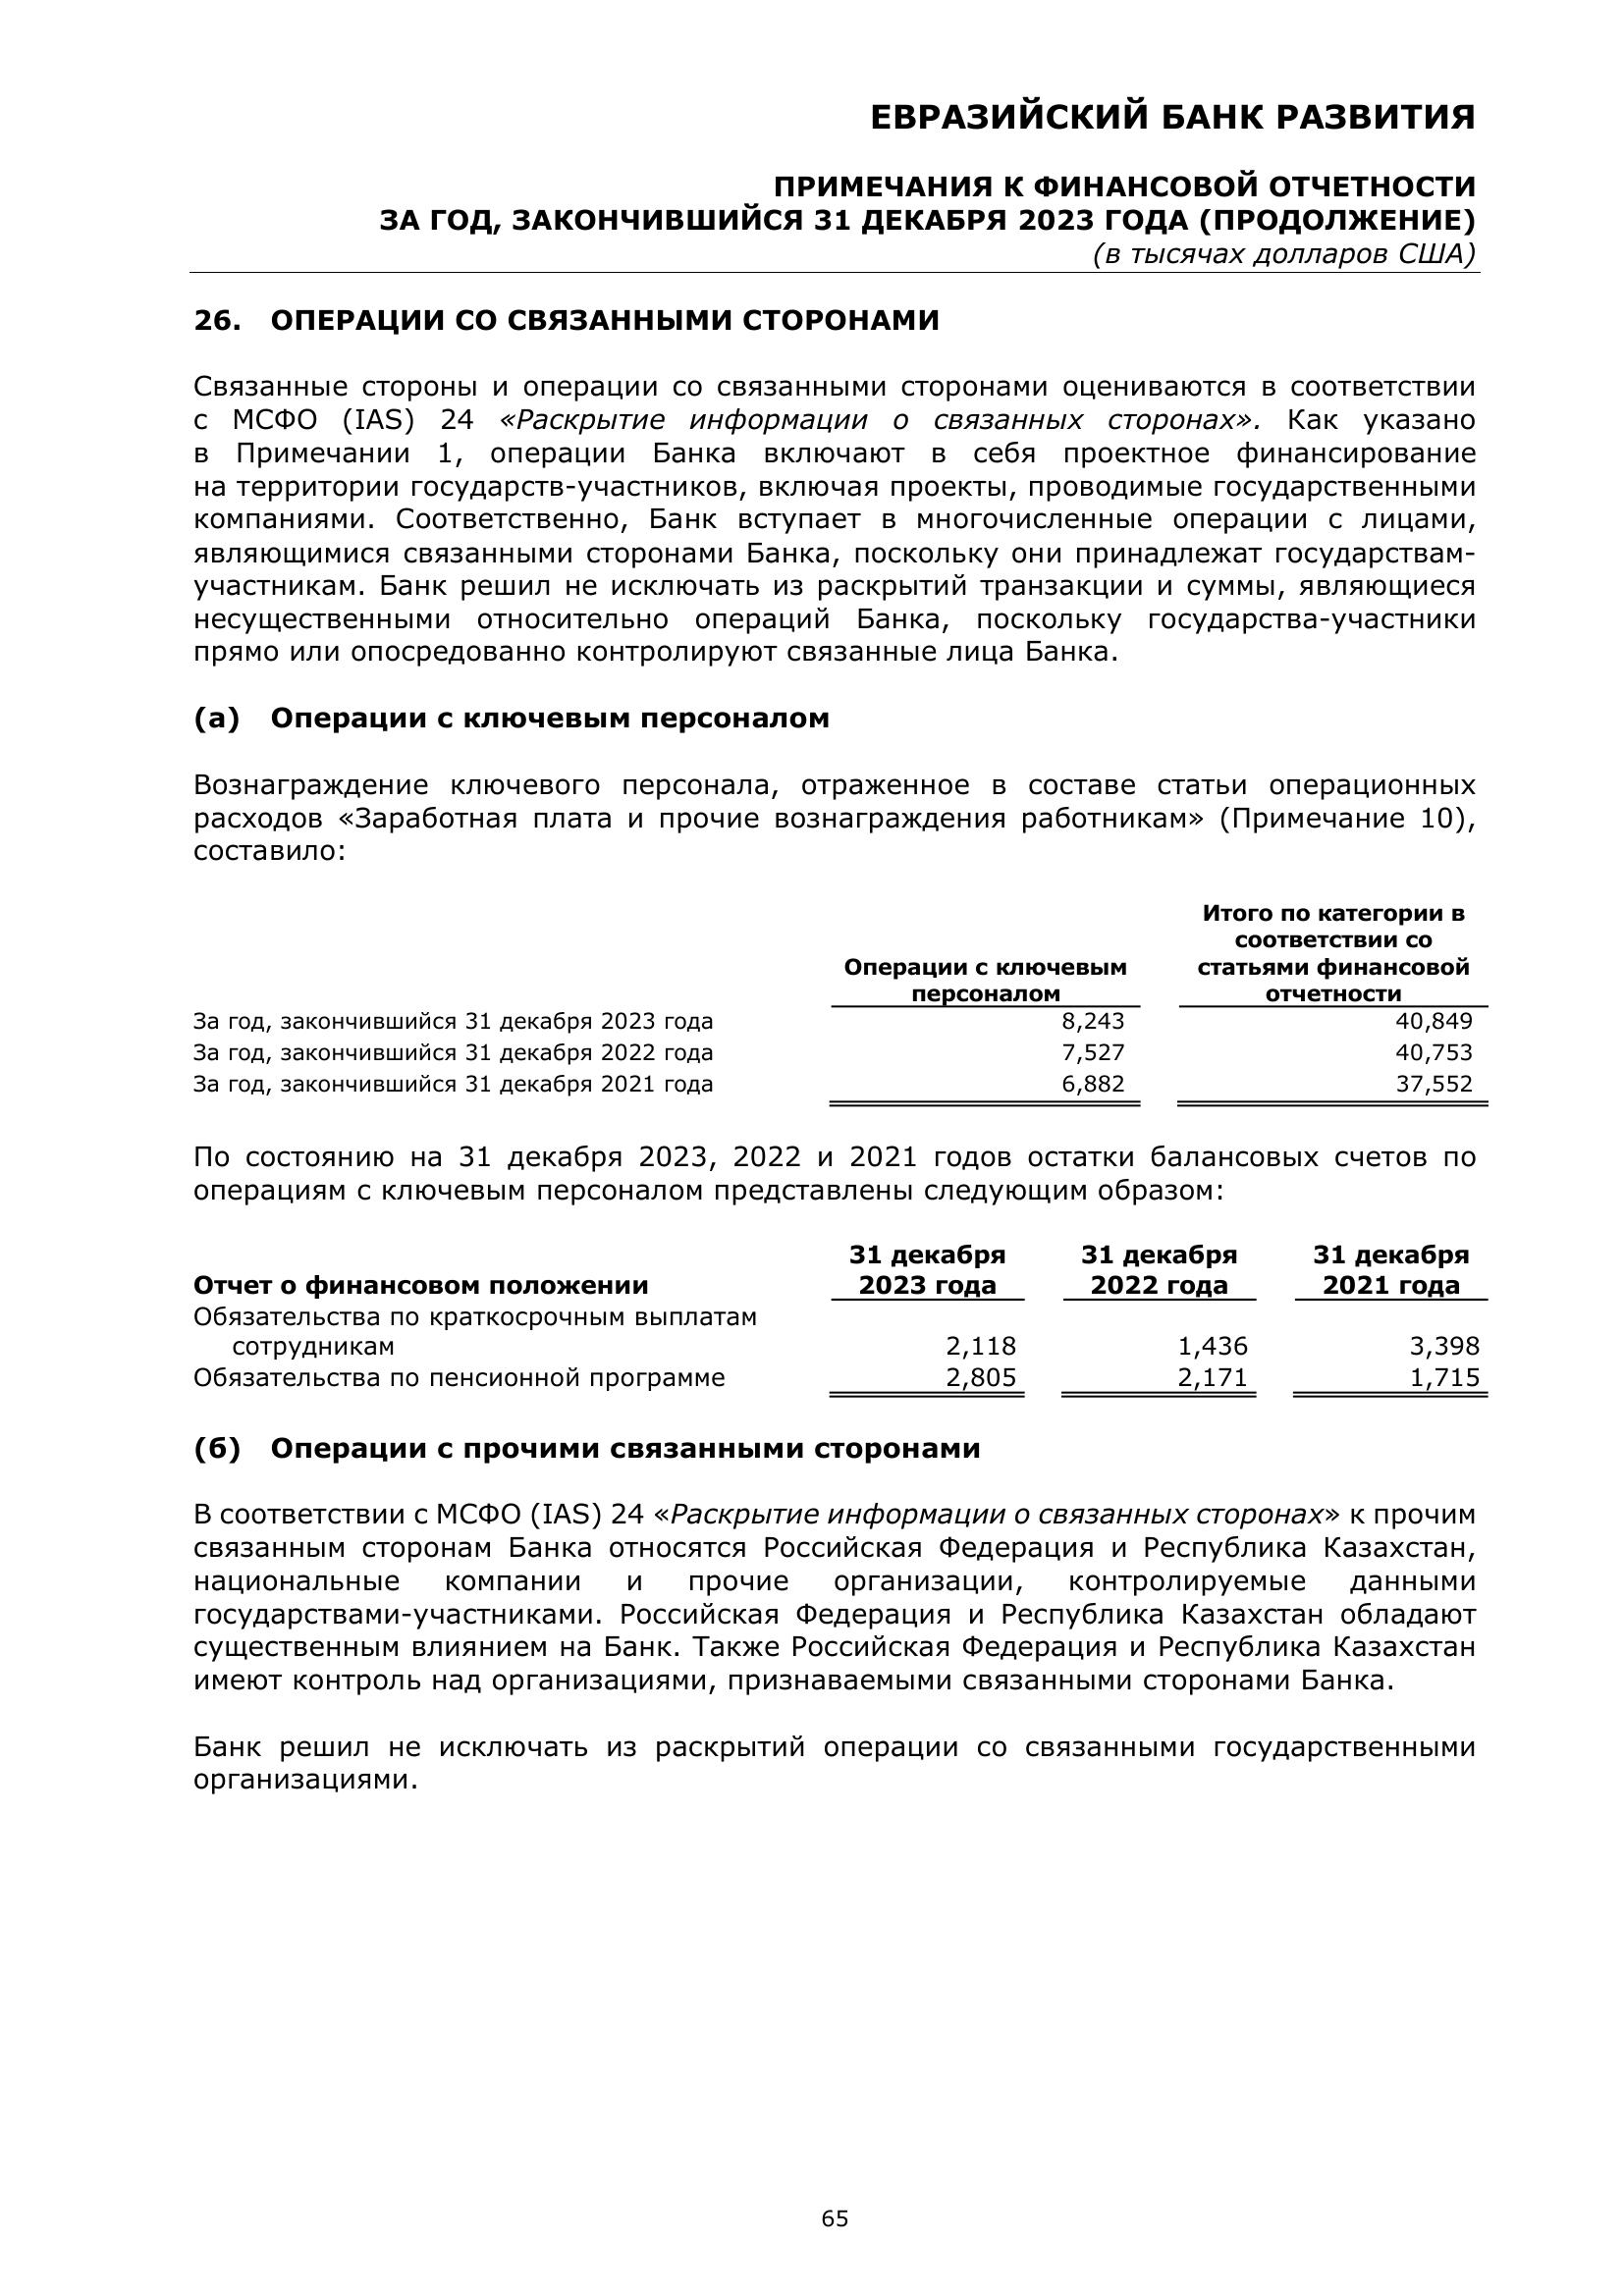 ЕВРАЗИЙСКИЙ БАНК РАЗВИТИЯ
ПРИМЕЧАНИЯ К ФИНАНСОВОЙ ОТЧЕТНОСТИ
ЗА ГОД, ЗАКОНЧИВШИЙСЯ 31 ДЕКАБРЯ 2023 ГОДА (ПРОДОЛЖЕНИЕ)
(в тысячах долларов США)
26. ОПЕРАЦИИ СО СВЯЗАННЫМИ СТОРОНАМИ
Связанные стороны и операции со связанными сторонами оцениваются в соответствии
с МСФО (IAS) 24 «Раскрытие информации о связанных сторонах». Как указано
в Примечании 1, операции Банка включают в себя проектное финансирование
на территории государств-участников, включая проекты, проводимые государственными
компаниями. Соответственно, Банк вступает в многочисленные операции с лицами,
являющимися связанными сторонами Банка, поскольку они принадлежат государствам-
участникам. Банк решил не исключать из раскрытий транзакции и суммы, являющиеся
несущественными относительно операций Банка, поскольку государства-участники
прямо или опосредованно контролируют связанные лица Банка.
(а) Операции с ключевым персоналом
Вознаграждение ключевого персонала, отраженное в составе статьи операционных
расходов «Заработная плата и прочие вознаграждения работникам» (Примечание 10),
составило:
Итого по категории в
соответствии со
Операции с ключевым статьями финансовой
персоналом отчетности
За год, закончившийся 31 декабря 2023 года 8,243 40,849
За год, закончившийся 31 декабря 2022 года 7,527 40,753
За год, закончившийся 31 декабря 2021 года 6,882 37,552
По состоянию на 31 декабря 2023, 2022 и 2021 годов остатки балансовых счетов по
операциям с ключевым персоналом представлены следующим образом:
31 декабря 31 декабря 31 декабря
Отчет о финансовом положении 2023 года 2022 года 2021 года
Обязательства по краткосрочным выплатам
сотрудникам 2,118 1,436 3,398
Обязательства по пенсионной программе 2,805 2,171 1,715
(б) Операции с прочими связанными сторонами
В соответствии с МСФО (IAS) 24 «Раскрытие информации о связанных сторонах» к прочим
связанным сторонам Банка относятся Российская Федерация и Республика Казахстан,
национальные компании и прочие организации, контролируемые данными
государствами-участниками. Российская Федерация и Республика Казахстан обладают
существенным влиянием на Банк. Также Российская Федерация и Республика Казахстан
имеют контроль над организациями, признаваемыми связанными сторонами Банка.
Банк решил не исключать из раскрытий операции со связанными государственными
организациями.
65